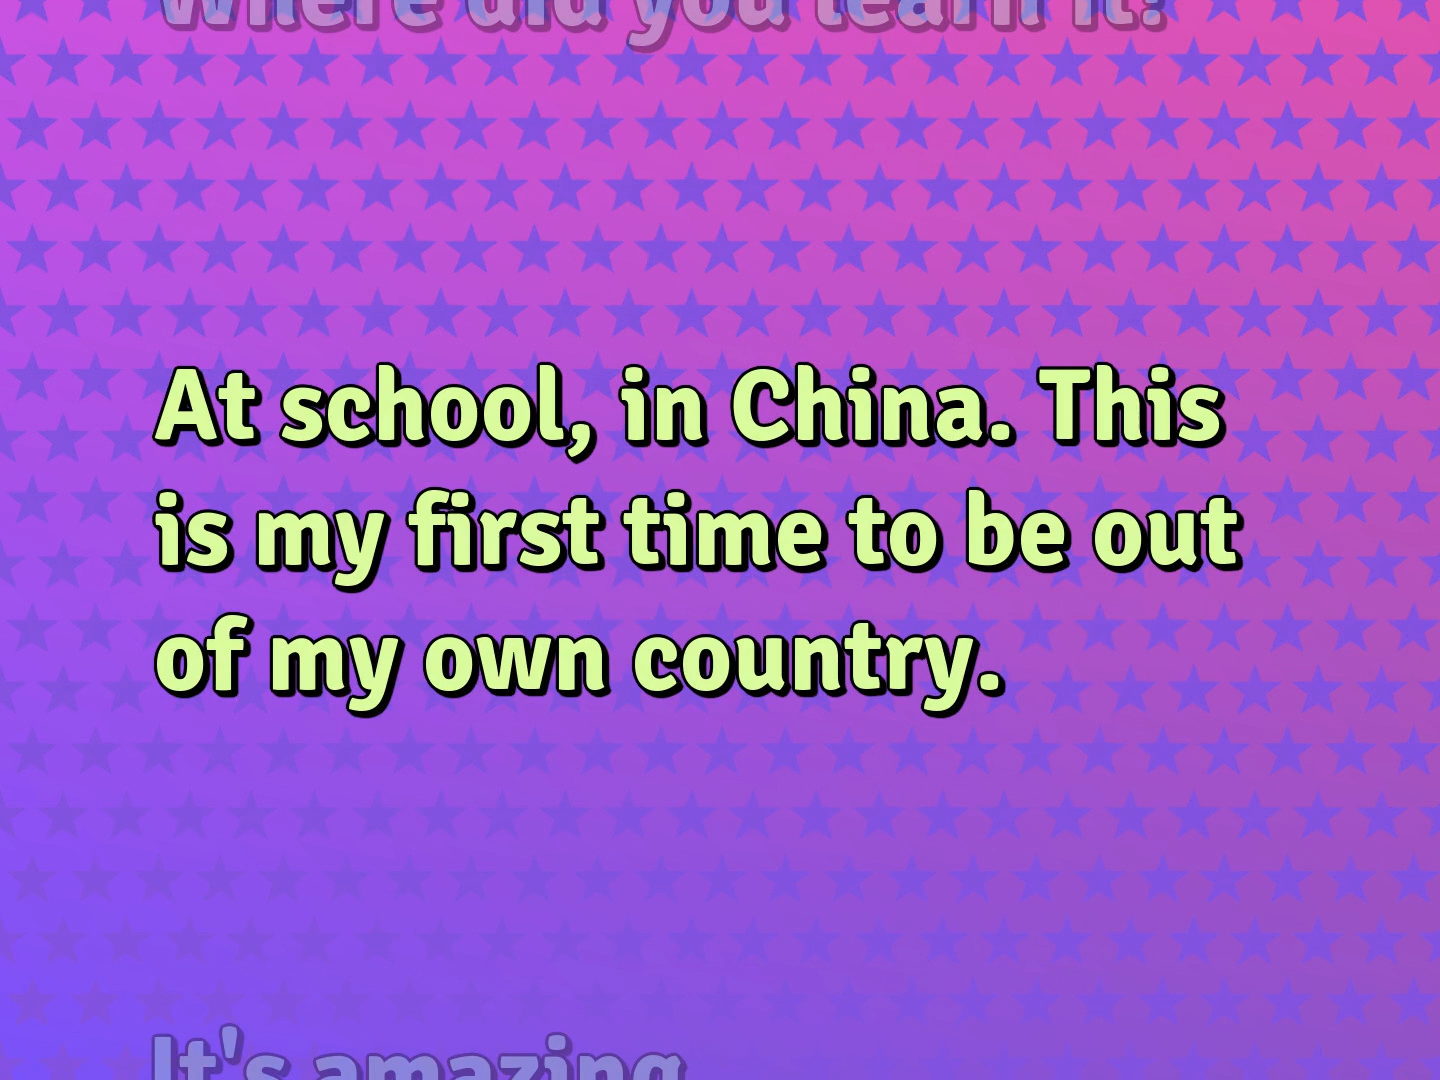 where did you learn it?
At school, in China. This
is my first time to be out
of my own country.
It's amazing